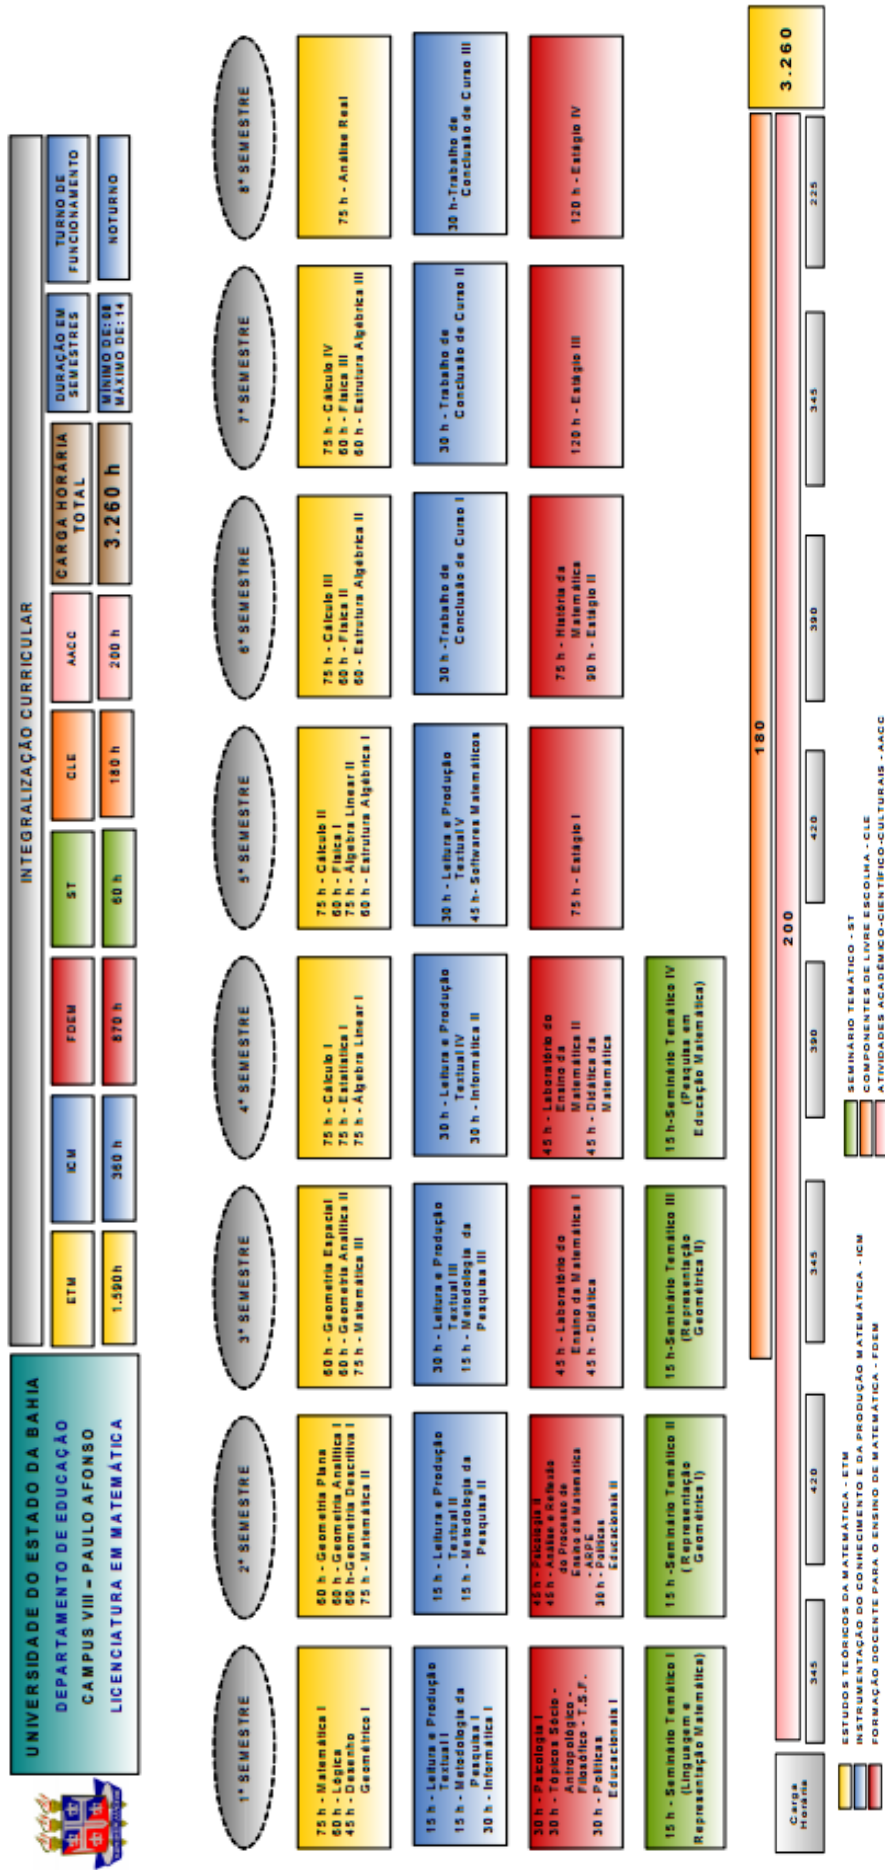 UNIVERSIDADE DO ESTADO DA BAHIA
DEPARTAMENTO DE EDUCAÇÃO
CAMPUS VIII – PAULO AFONSO
LICENCIATURA EM MATEMÁTICA
INTEGRALIZAÇÃO CURRICULAR
ETM
ICM
FDEM
ST
CLE
AACC
CARGA HORÁRIA
TOTAL
DURAÇÃO EM
SEMESTRES
TURNO DE
FUNCIONAMENTO
1.590h
360 h
870 h
60 h
180 h
200 h
3.260 h
MÍNIMO DE: 08
MÁXIMO DE: 14
NOTURNO
1º SEMESTRE
2º SEMESTRE
3º SEMESTRE
4º SEMESTRE
5º SEMESTRE
6º SEMESTRE
7º SEMESTRE
8º SEMESTRE
75 h - Matemática I
60 h - Lógica
45 h - Desenho
Geométrico I
60 h - Geometria Plana
60 h - Geometria Analítica I
60 h-Geometria Descritiva I
75 h - Matemática II
60 h - Geometria Espacial
60 h - Geometria Analítica II
75 h - Matemática III
75 h - Cálculo I
75 h - Estatística I
75 h - Álgebra Linear I
75 h - Cálculo II
60 h - Física I
75 h - Álgebra Linear II
60 h - Estrutura Algébrica I
75 h - Cálculo III
60 h - Física II
60 - Estrutura Algébrica II
75 h - Cálculo IV
60 h - Física III
60 h - Estrutura Algébrica III
75 h - Análise Real
15 h - Leitura e Produção
Textual I
15 h - Metodologia da
Pesquisa I
30 h - Informática I
15 h - Leitura e Produção
Textual II
15 h - Metodologia da
Pesquisa II
30 h - Leitura e Produção
Textual III
15 h - Metodologia da
Pesquisa III
30 h - Leitura e Produção
Textual IV
30 h - Informática II
30 h - Leitura e Produção
Textual V
45 h- Softwares Matemáticos
30 h -Trabalho de
Conclusão de Curso I
30 h - Trabalho de
Conclusão de Curso II
30 h-Trabalho de
Conclusão de Curso III
30 h - Psicologia I
30 h - Tópicos Sócio -
Antropológico -
Filosófico - T.S.F.
30 h - Políticas
Educacionais I
45 h - Psicologia II
45 h - Análise e Reflexão
do Processo de
Ensino da Matemática
- ARPE
30 h - Políticas
Educacionais II
45 h - Laboratório do
Ensino da Matemática I
45 h - Didática
45 h - Laboratório do
Ensino da
Matemática II
45 h - Didática da
Matemática
75 h - Estágio I
75 h - História da
Matemática
90 h - Estágio II
120 h - Estágio III
120 h - Estágio IV
15 h - Seminário Temático I
(Linguagem e
Representação Matemática)
15 h -Seminário Temático II
( Representação
Geométrica I)
15 h-Seminário Temático III
(Representação
Geométrica II)
15 h-Seminário Temático IV
(Pesquisa em
Educação Matemática)
180
200
3.260
Carga
Horária
345
420
345
390
420
390
345
225
ESTUDOS TEÓRICOS DA MATEMÁTICA - ETM
INSTRUMENTAÇÃO DO CONHECIMENTO E DA PRODUÇÃO MATEMÁTICA - ICM
FORMAÇÃO DOCENTE PARA O ENSINO DE MATEMÁTICA - FDEM
SEMINÁRIO TEMÁTICO - ST
COMPONENTES DE LIVRE ESCOLHA - CLE
ATIVIDADES ACADÊMICO-CIENTÍFICO-CULTURAIS - AACC